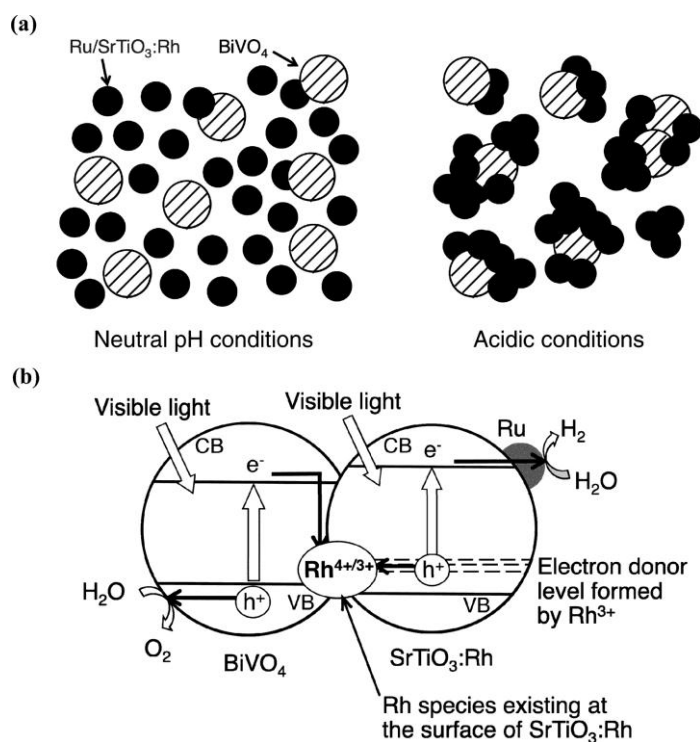 (a)
Ru/SrTiO₃:Rh
BiVO₄
Neutral pH conditions
Acidic conditions
(b)
Visible light
Visible light
Ru
H₂
CB
e⁻
CB
e⁻
H₂O
Rh⁴⁺/³⁺
h⁺
Electron donor
level formed
by Rh³⁺
H₂O
h⁺
VB
VB
O₂
BiVO₄
SrTiO₃:Rh
Rh species existing at
the surface of SrTiO₃:Rh